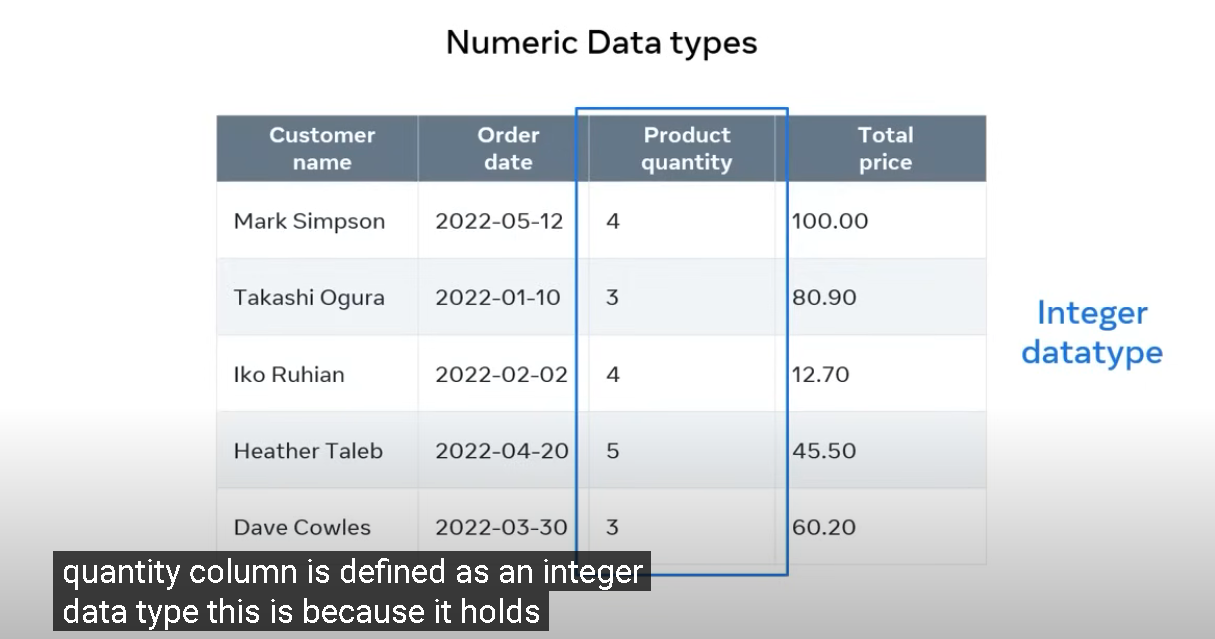 Numeric Data types
Customer name Order date Product quantity Total price
Mark Simpson 2022-05-12 4 100.00
Takashi Ogura 2022-01-10 3 80.90
Iko Ruhian 2022-02-02 4 12.70
Heather Taleb 2022-04-20 5 45.50
Dave Cowles 2022-03-30 3 60.20
Integer
datatype
quantity column is defined as an integer
data type this is because it holds